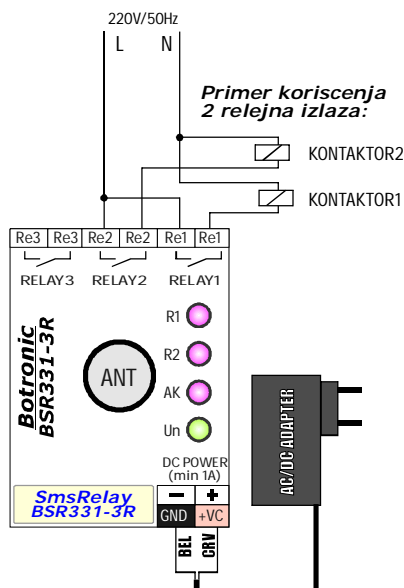 220V/50Hz
L N
Primer koriscenja
2 relejna izlaza:
KONTAKTOR2
KONTAKTOR1
Re3 Re3 Re2 Re2 Re1 Re1
RELAY3 RELAY2 RELAY1
R1
R2
AK
Un
ANT
Botronic
BSR331-3R
AC/DC ADAPTER
DC POWER
(min 1A)
SmsRelay
BSR331-3R
− +
GND +VC
BEL CRV